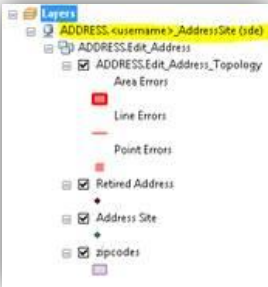 Layers
ADDRESS.<username>_AddressSite (sde)
ADDRESS.Edit_Address
ADDRESS.Edit_Address_Topology
Area Errors
Line Errors
Point Errors
Retired Address
Address Site
zipcodes